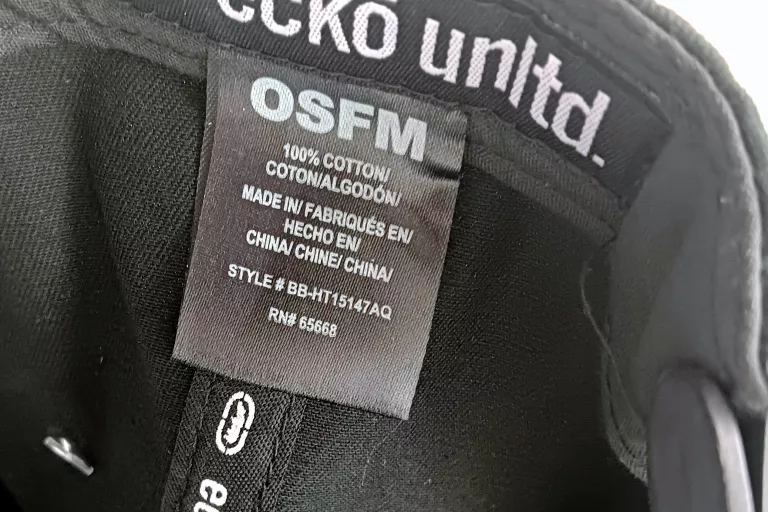 eckō unltd.
OSFM
100% COTTON/
COTON/ALGODÓN/
MADE IN/ FABRIQUÉS EN/
HECHO EN/
CHINA/ CHINE/ CHINA/
STYLE # BB-HT15147AQ
RN# 65668